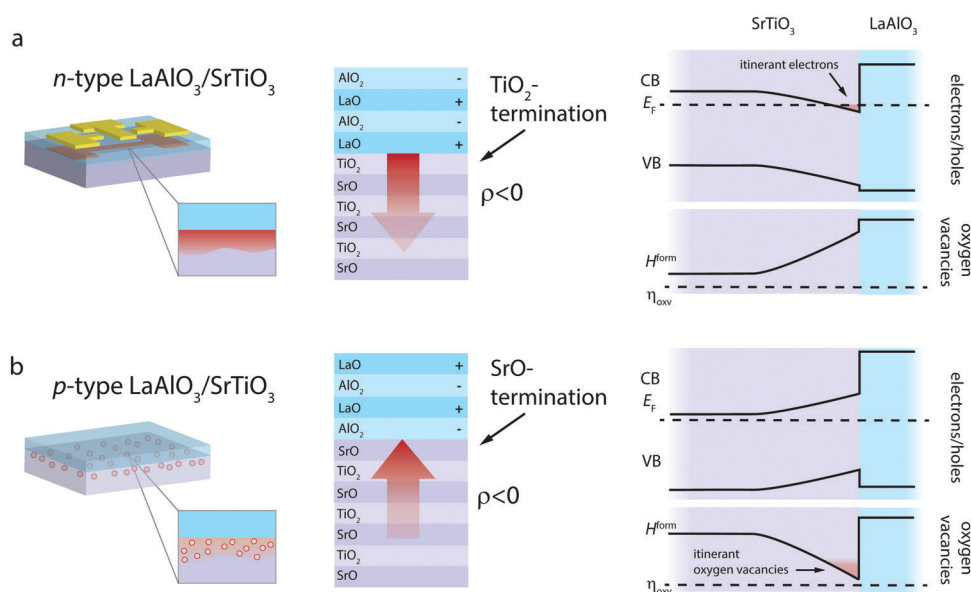 a
n-type LaAlO3/SrTiO3
AlO2 -
LaO +
AlO2 -
LaO +
TiO2
SrO
TiO2
SrO
TiO2
SrO
TiO2-
termination
ρ<0
SrTiO3
LaAlO3
itinerant electrons
CB
EF
VB
electrons/holes
Hform
ηoxv
oxygen
vacancies
b
p-type LaAlO3/SrTiO3
LaO +
AlO2 -
LaO +
AlO2 -
SrO
TiO2
SrO
TiO2
SrO
TiO2
SrO
SrO-
termination
ρ<0
CB
EF
VB
electrons/holes
Hform
itinerant
oxygen vacancies
ηoxv
oxygen
vacancies